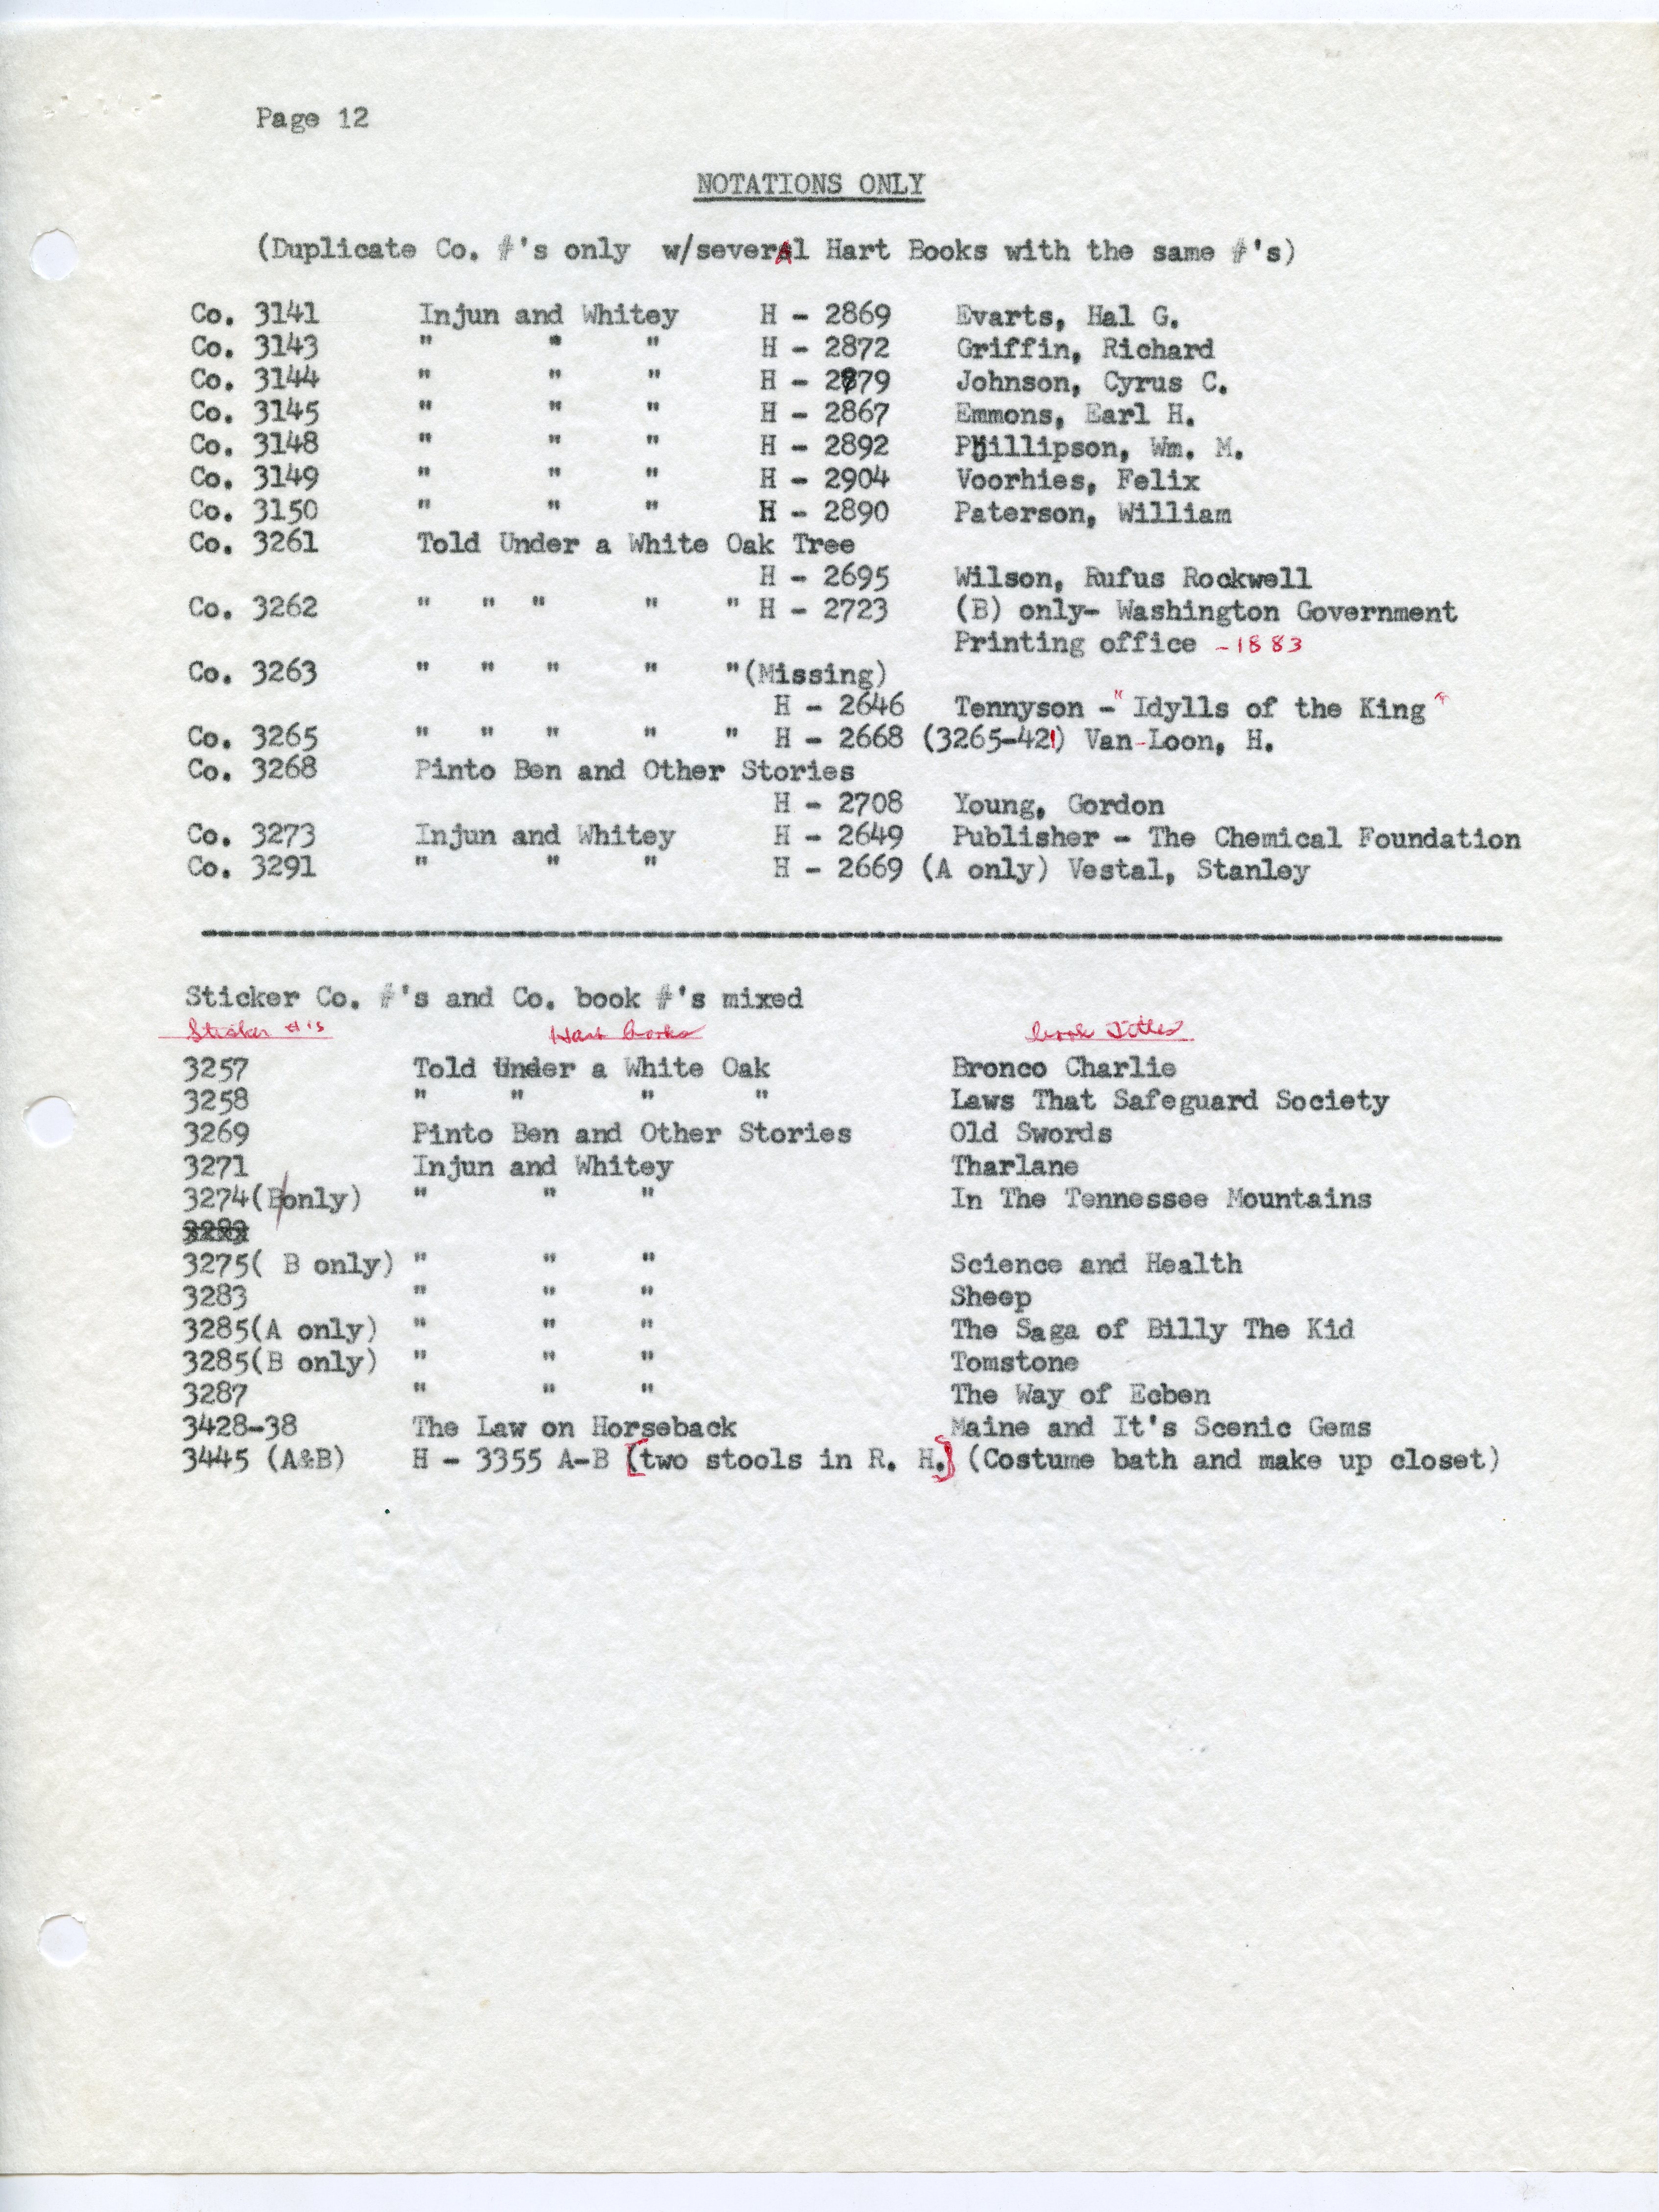 Page 12
NOTATIONS ONLY
(Duplicate Co. #'s only w/several Hart Books with the same #'s)
Co. 3141 Injun and Whitey H - 2869 Evarts, Hal G.
Co. 3143 " " " H - 2872 Griffin, Richard
Co. 3144 " " " H - 2879 Johnson, Cyrus C.
Co. 3145 " " " H - 2867 Emmons, Earl H.
Co. 3148 " " " H - 2892 Phillipson, Wm. M.
Co. 3149 " " " H - 2904 Voorhies, Felix
Co. 3150 " " " H - 2890 Paterson, William
Co. 3261 Told Under a White Oak Tree
H - 2695 Wilson, Rufus Rockwell
Co. 3262 " " " " " H - 2723 (B) only- Washington Government
Printing office -1883
Co. 3263 " " " " "(Missing)
H - 2646 Tennyson -"Idylls of the King"
Co. 3265 " " " " " H - 2668 (3265-421) Van-Loon, H.
Co. 3268 Pinto Ben and Other Stories
H - 2708 Young, Gordon
Co. 3273 Injun and Whitey H - 2649 Publisher - The Chemical Foundation
Co. 3291 " " " H - 2669 (A only) Vestal, Stanley
Sticker Co. #'s and Co. book #'s mixed
Sticker #'s Hart books Book Titles
3257 Told Under a White Oak Bronco Charlie
3258 " " " " Laws That Safeguard Society
3269 Pinto Ben and Other Stories Old Swords
3271 Injun and Whitey Tharlane
3274(B/only) " " " In The Tennessee Mountains
3275( B only) " " " Science and Health
3283 " " " Sheep
3285(A only) " " " The Saga of Billy The Kid
3285(B only) " " " Tomstone
3287 " " " The Way of Ecben
3428-38 The Law on Horseback Maine and It's Scenic Gems
3445 (A&B) H - 3355 A-B [two stools in R. H.] (Costume bath and make up closet)